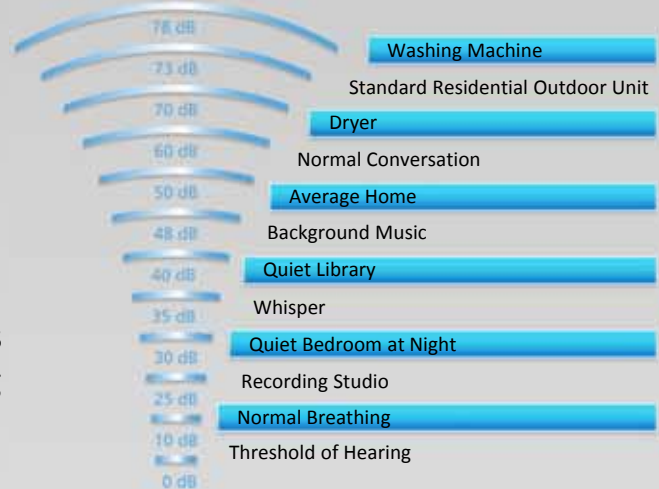 78 dB
Washing Machine
73 dB
Standard Residential Outdoor Unit
70 dB
Dryer
60 dB
Normal Conversation
50 dB
Average Home
48 dB
Background Music
40 dB
Quiet Library
35 dB
Whisper
30 dB
Quiet Bedroom at Night
25 dB
Recording Studio
10 dB
Normal Breathing
0 dB
Threshold of Hearing